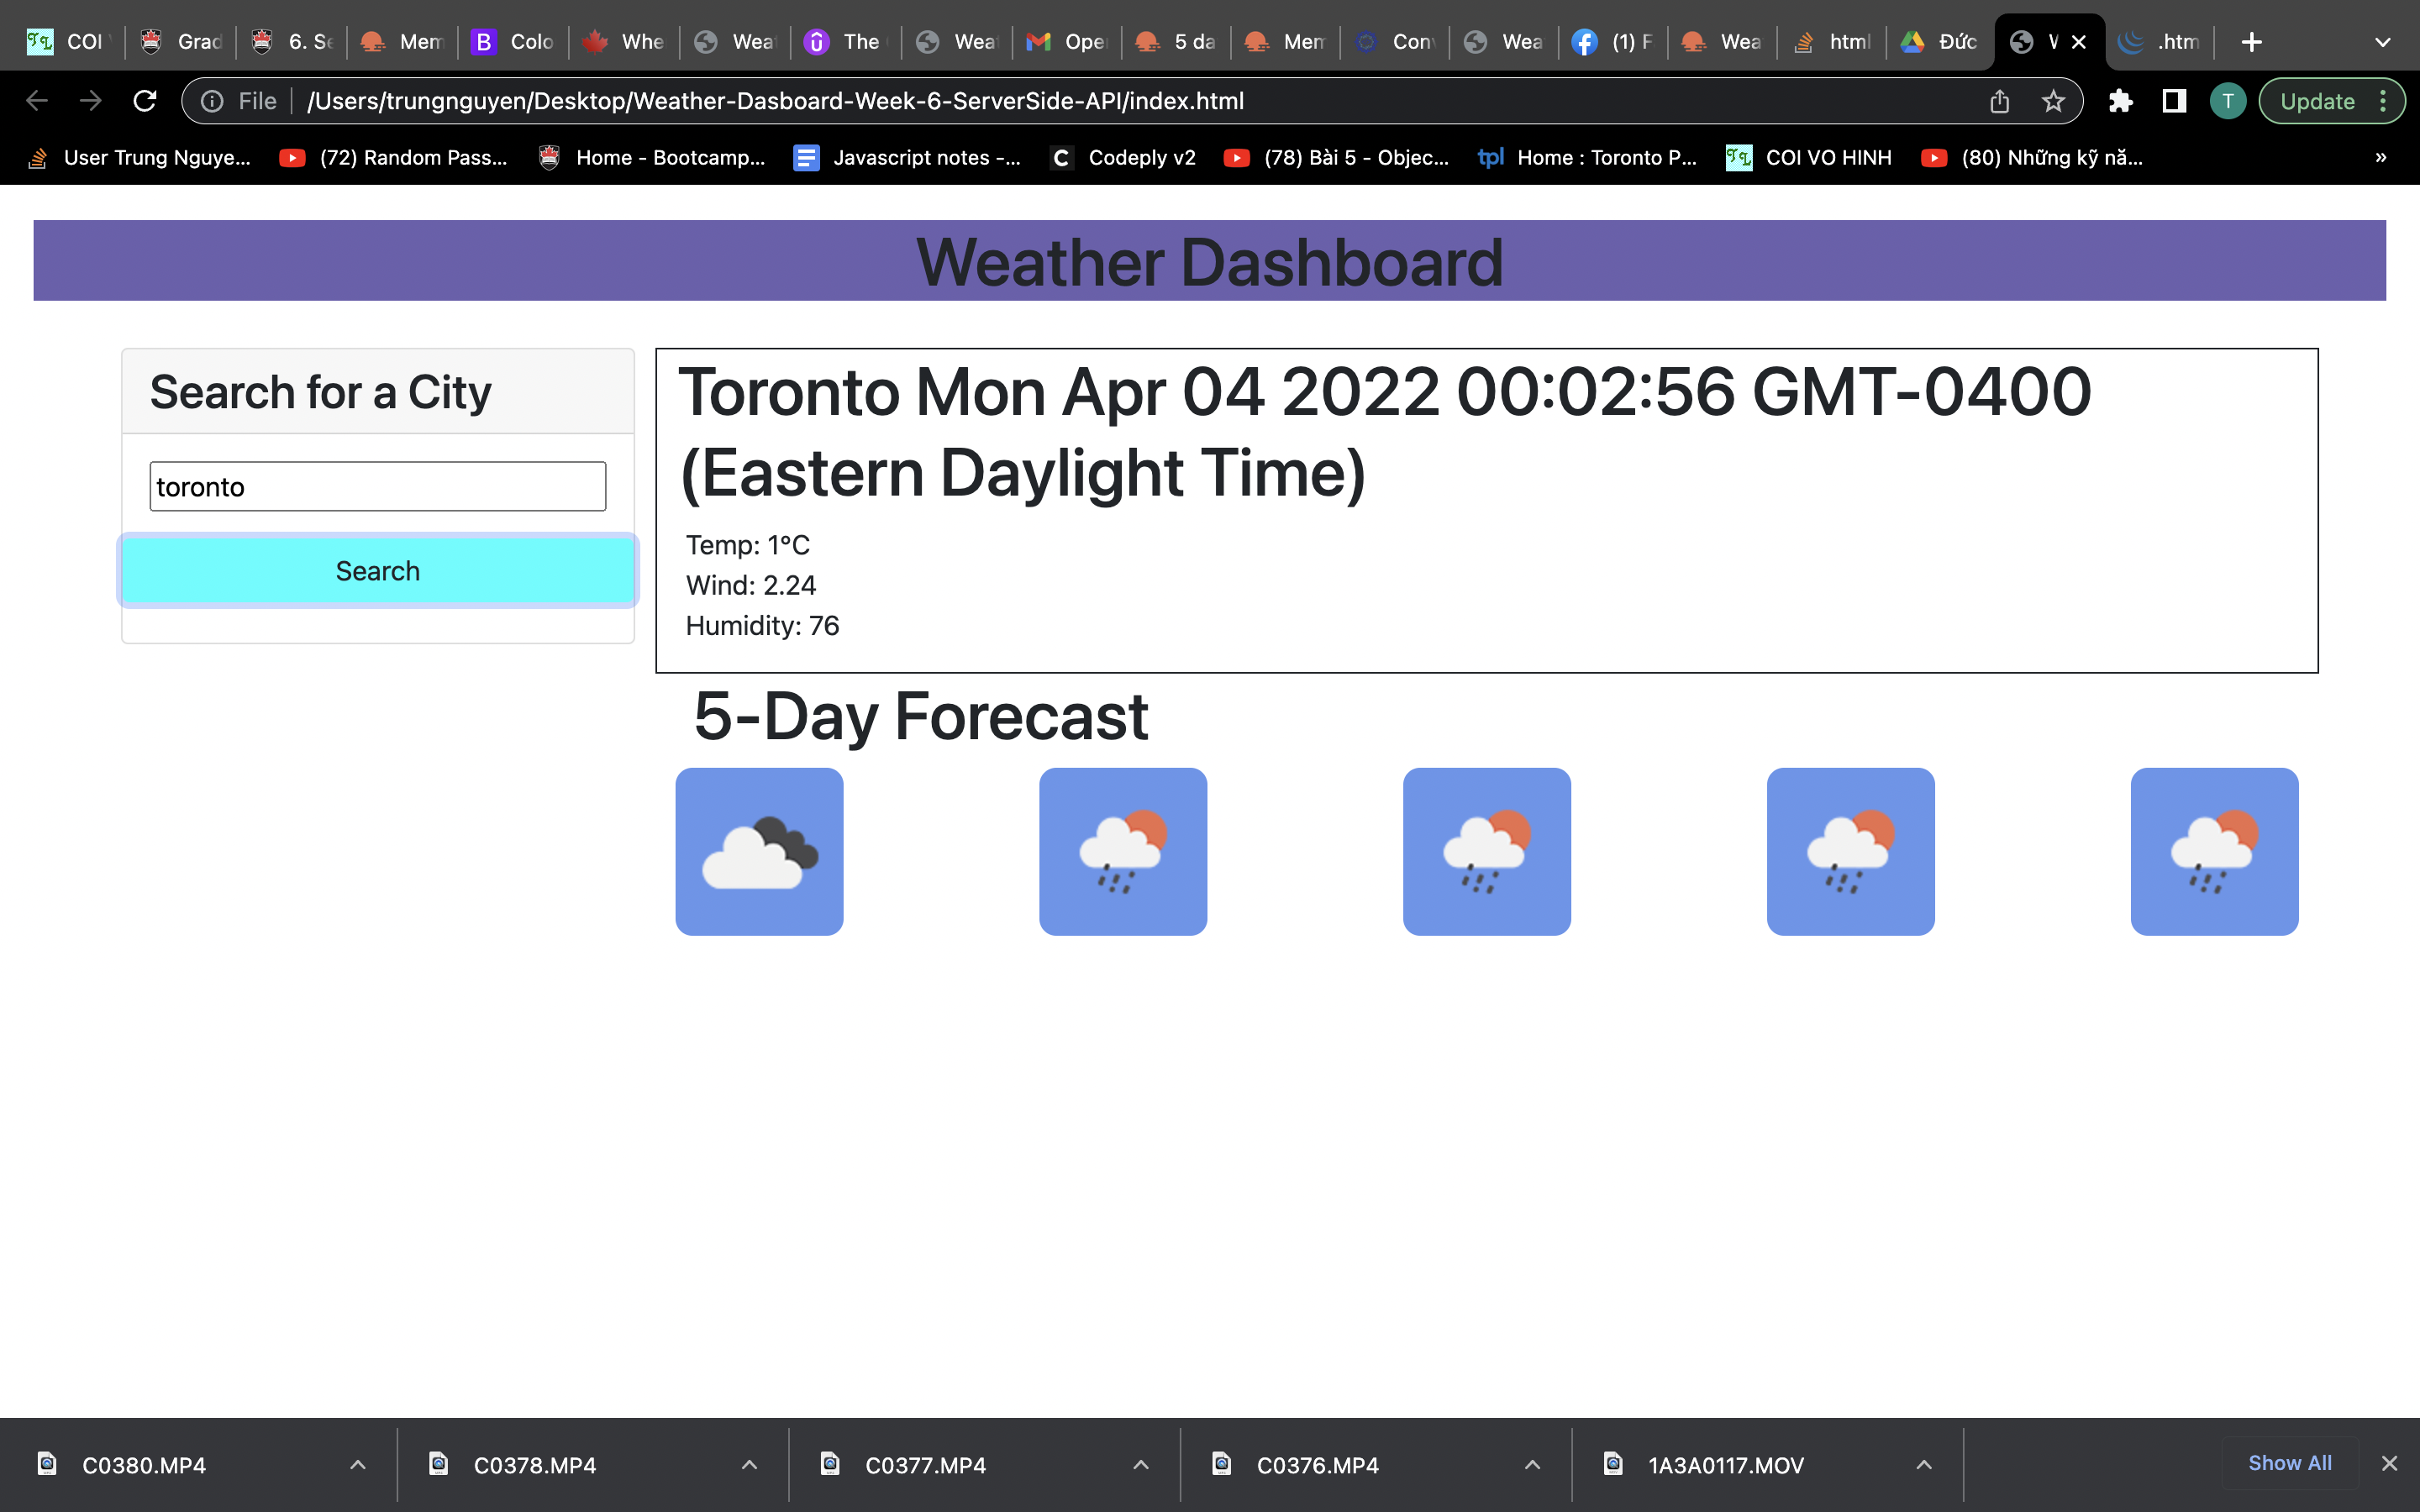 COI
Grad
6. Se
Mem
B Colo
Whe
Wea
The
Wea
Ope
5 da
Mem
Con
Wea
(1) F
Wea
html
Đức
.htm
File
/Users/trungnguyen/Desktop/Weather-Dasboard-Week-6-ServerSide-API/index.html
T
Update
User Trung Nguye...
(72) Random Pass...
Home - Bootcamp...
Javascript notes -...
C Codeply v2
(78) Bài 5 - Objec...
tpl Home : Toronto P...
TL COI VO HINH
(80) Những kỹ nă...
»
Weather Dashboard
Search for a City
toronto
Search
Toronto Mon Apr 04 2022 00:02:56 GMT-0400
(Eastern Daylight Time)
Temp: 1°C
Wind: 2.24
Humidity: 76
5-Day Forecast
C0380.MP4
C0378.MP4
C0377.MP4
C0376.MP4
1A3A0117.MOV
Show All